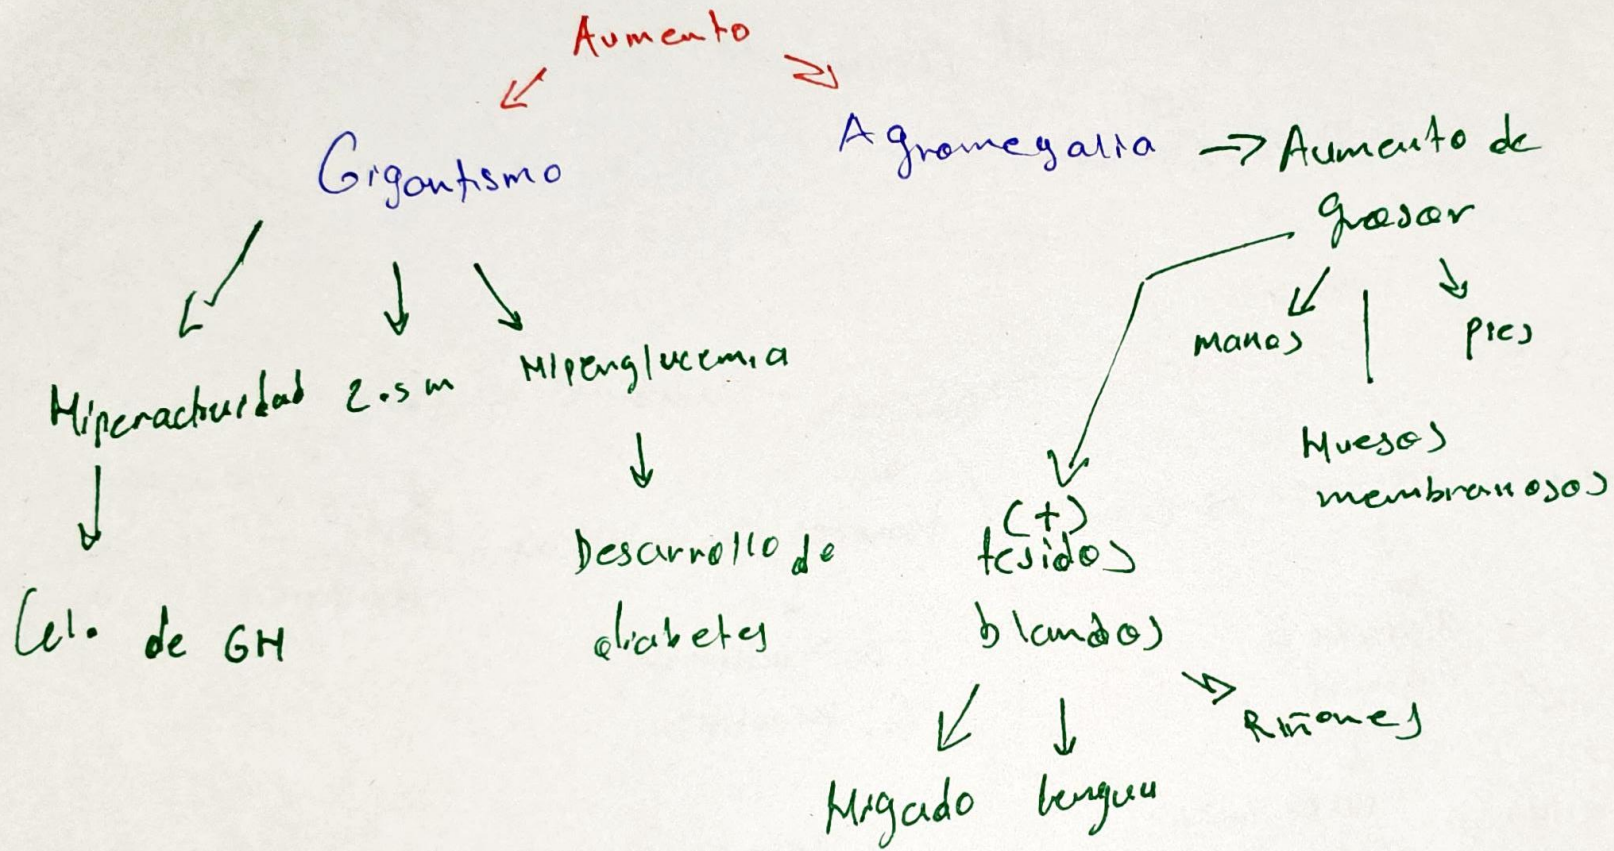 Aumento
Gigantismo
Agromegalia → Aumento de
grosor
manos
pies
Huesos
membranosos
Hiperactividad
2.5 m
Hiperglucemia
Cel. de GH
Desarrollo de
diabetes
(+)
tejidos
blandos
Higado
lengua
Riñones